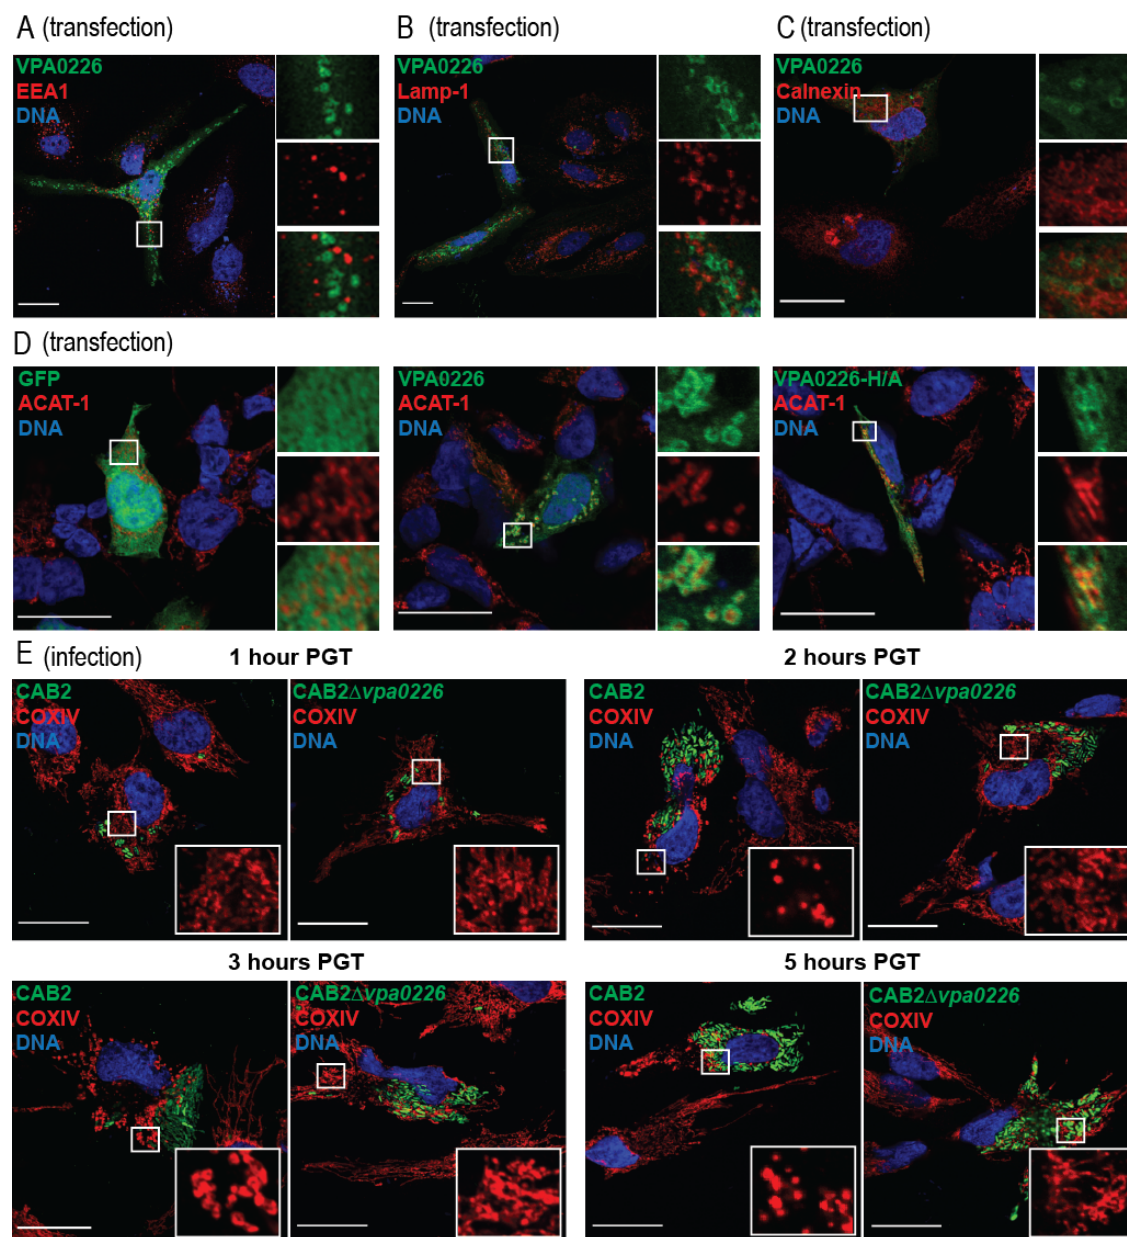 A (transfection)
B (transfection)
C (transfection)
VPA0226
EEA1
DNA
VPA0226
Lamp-1
DNA
VPA0226
Calnexin
DNA
D (transfection)
GFP
ACAT-1
DNA
VPA0226
ACAT-1
DNA
VPA0226-H/A
ACAT-1
DNA
E (infection)
1 hour PGT
2 hours PGT
CAB2
COXIV
DNA
CAB2Δvpa0226
COXIV
DNA
CAB2
COXIV
DNA
CAB2Δvpa0226
COXIV
DNA
3 hours PGT
5 hours PGT
CAB2
COXIV
DNA
CAB2Δvpa0226
COXIV
DNA
CAB2
COXIV
DNA
CAB2Δvpa0226
COXIV
DNA